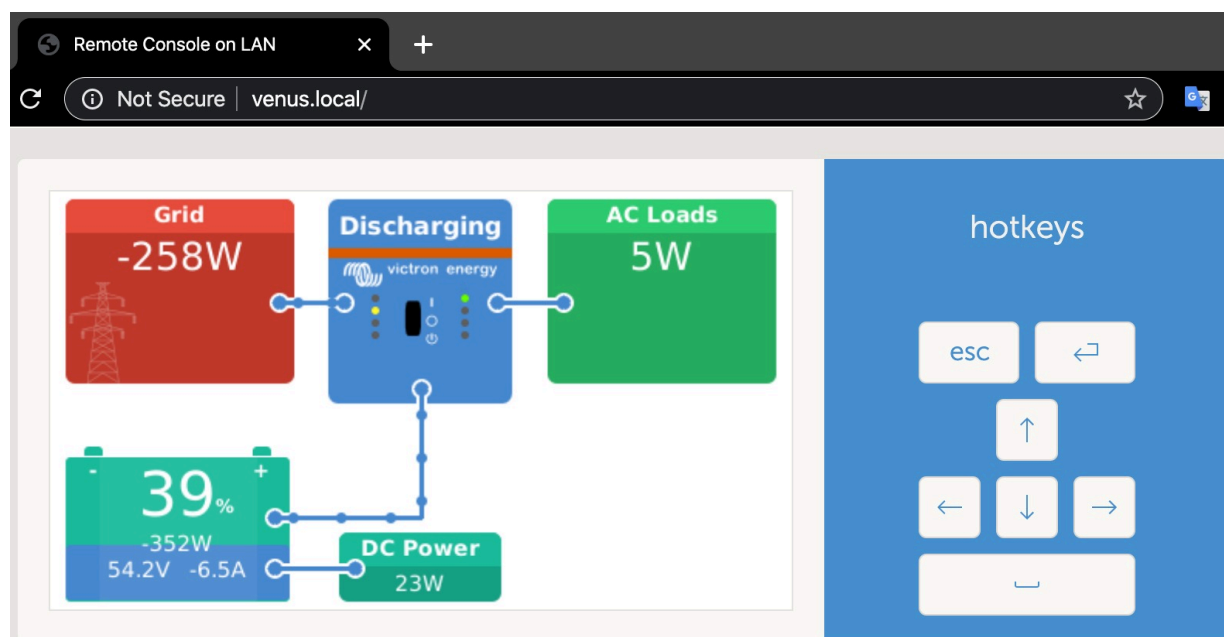 Remote Console on LAN
Not Secure venus.local/
Grid
-258W
Discharging
victron energy
AC Loads
5W
- +
39%
-352W
54.2V -6.5A
DC Power
23W
hotkeys
esc